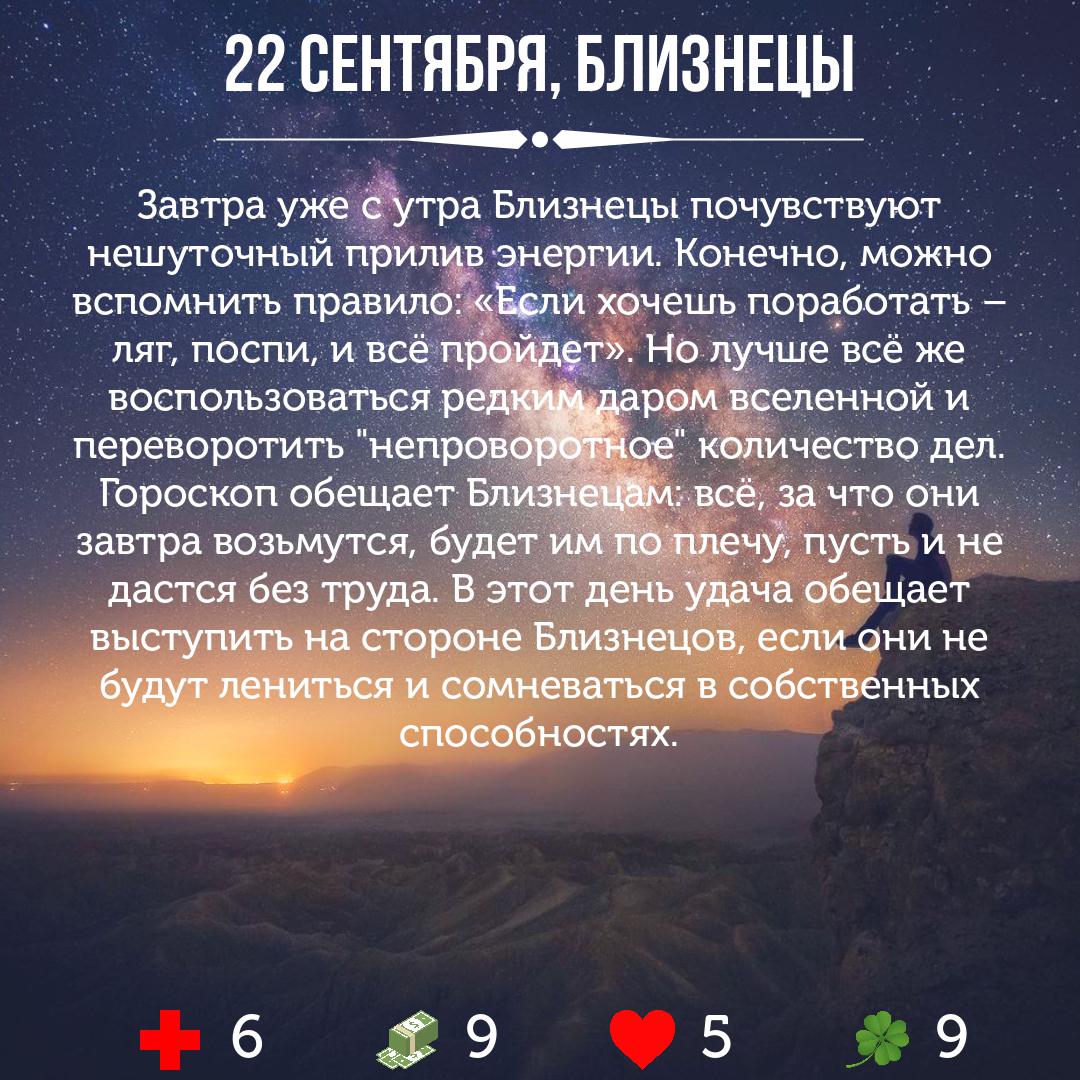 22 СЕНТЯБРЯ, БЛИЗНЕЦЫ
Завтра уже с утра Близнецы почувствуют
нешуточный прилив энергии. Конечно, можно
вспомнить правило: «Если хочешь поработать –
ляг, поспи, и всё пройдет». Но лучше всё же
воспользоваться редким даром вселенной и
переворотить "непроворотное" количество дел.
Гороскоп обещает Близнецам: всё, за что они
завтра возьмутся, будет им по плечу, пусть и не
дастся без труда. В этот день удача обещает
выступить на стороне Близнецов, если они не
будут лениться и сомневаться в собственных
способностях.
6 9 5 9